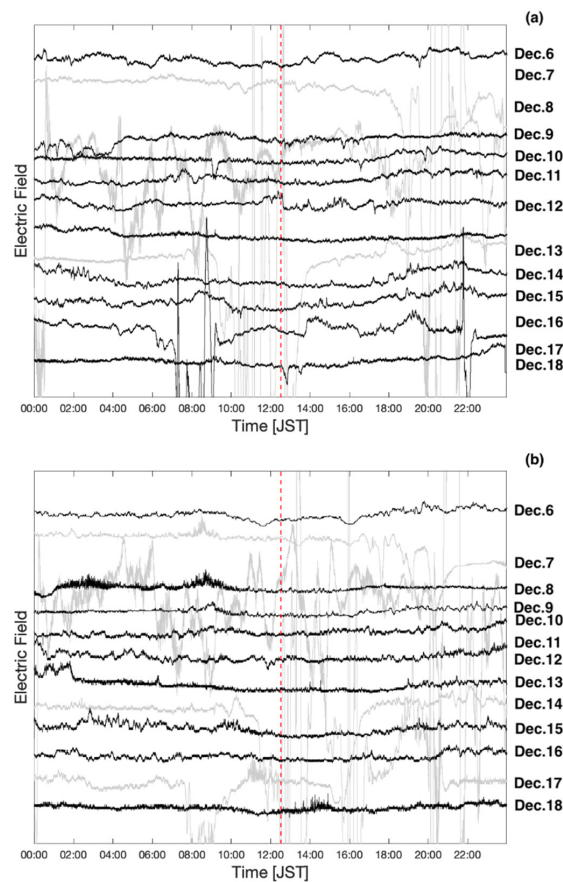 (a)
Dec.6
Dec.7
Dec.8
Dec.9
Dec.10
Dec.11
Dec.12
Dec.13
Dec.14
Dec.15
Dec.16
Dec.17
Dec.18
Electric Field
00:00 02:00 04:00 06:00 08:00 10:00 12:00 14:00 16:00 18:00 20:00 22:00
Time [JST]
(b)
Dec.6
Dec.7
Dec.8
Dec.9
Dec.10
Dec.11
Dec.12
Dec.13
Dec.14
Dec.15
Dec.16
Dec.17
Dec.18
Electric Field
00:00 02:00 04:00 06:00 08:00 10:00 12:00 14:00 16:00 18:00 20:00 22:00
Time [JST]